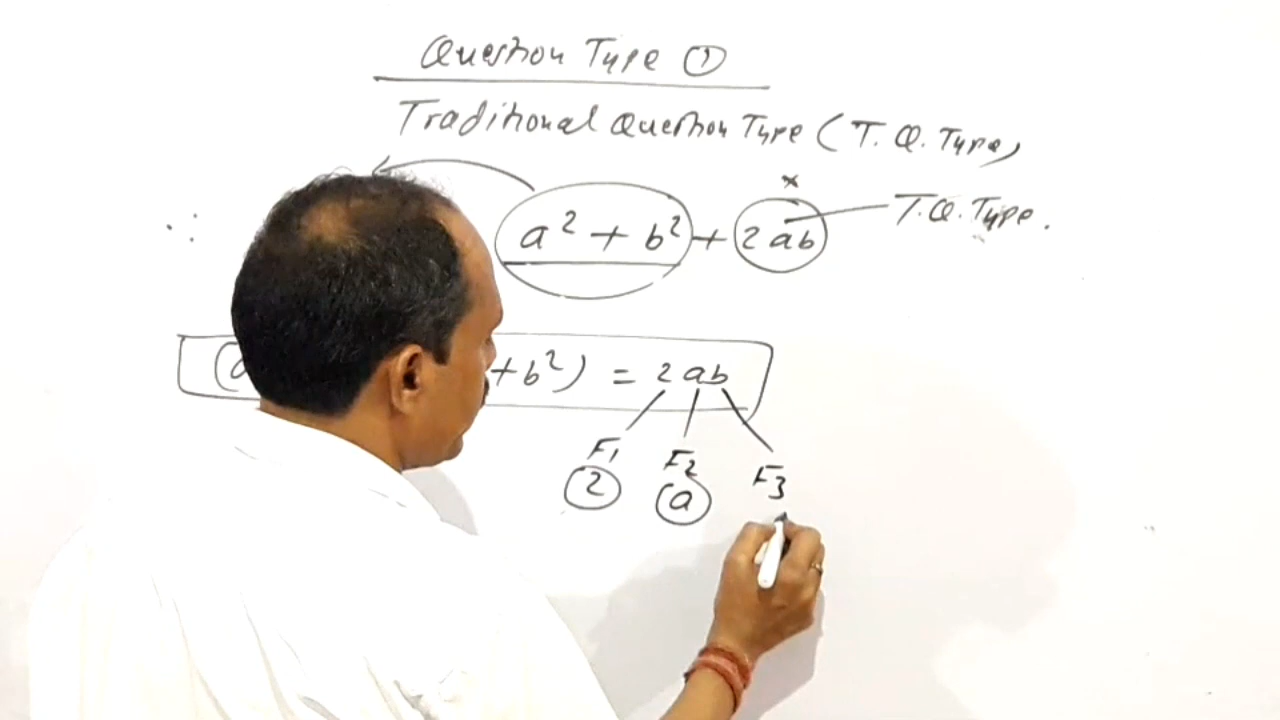 Question Type ①
Traditional Question Type (T.Q. Type)
∴ a² + b² + 2ab T.Q. Type.
( + b²) = 2ab
F₁ F₂ F₃
2 a